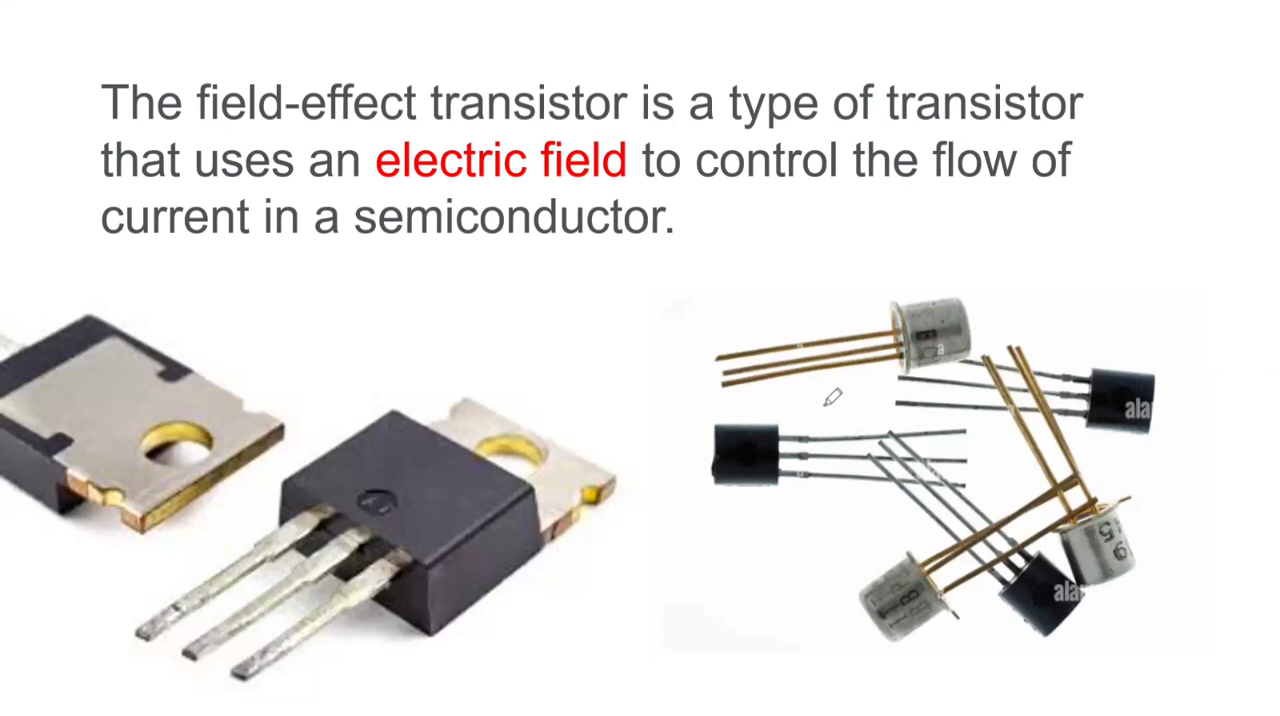 The field-effect transistor is a type of transistor
that uses an electric field to control the flow of
current in a semiconductor.